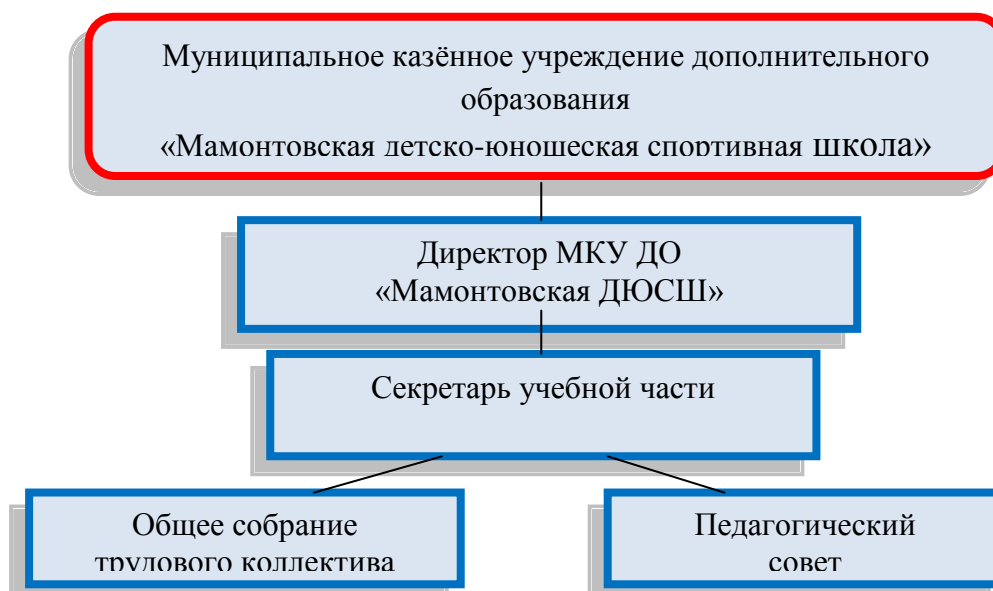 Муниципальное казённое учреждение дополнительного
образования
«Мамонтовская детско-юношеская спортивная школа»
Директор МКУ ДО
«Мамонтовская ДЮСШ»
Секретарь учебной части
Общее собрание
трудового коллектива
Педагогический
совет